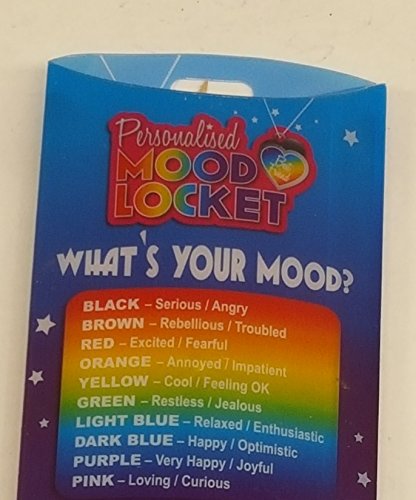 Personalised
MOOD
LOCKET
WHAT'S YOUR MOOD?
BLACK – Serious / Angry
BROWN – Rebellious / Troubled
RED – Excited / Fearful
ORANGE – Annoyed / Impatient
YELLOW – Cool / Feeling OK
GREEN – Restless / Jealous
LIGHT BLUE – Relaxed / Enthusiastic
DARK BLUE – Happy / Optimistic
PURPLE – Very Happy / Joyful
PINK – Loving / Curious